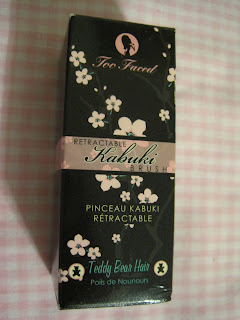 Too Faced
RETRACTABLE
Kabuki
BRUSH
PINCEAU KABUKI
RÉTRACTABLE
Teddy Bear Hair
Poils de Nounours